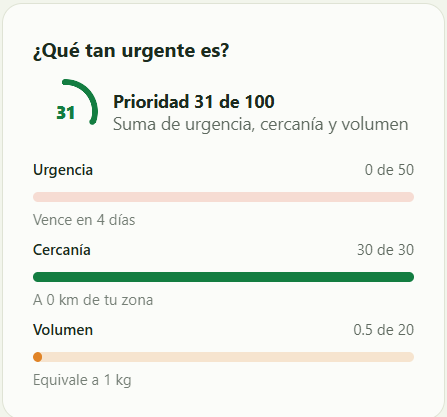 ¿Qué tan urgente es?
31
Prioridad 31 de 100
Suma de urgencia, cercanía y volumen
Urgencia 0 de 50
Vence en 4 días
Cercanía 30 de 30
A 0 km de tu zona
Volumen 0.5 de 20
Equivale a 1 kg